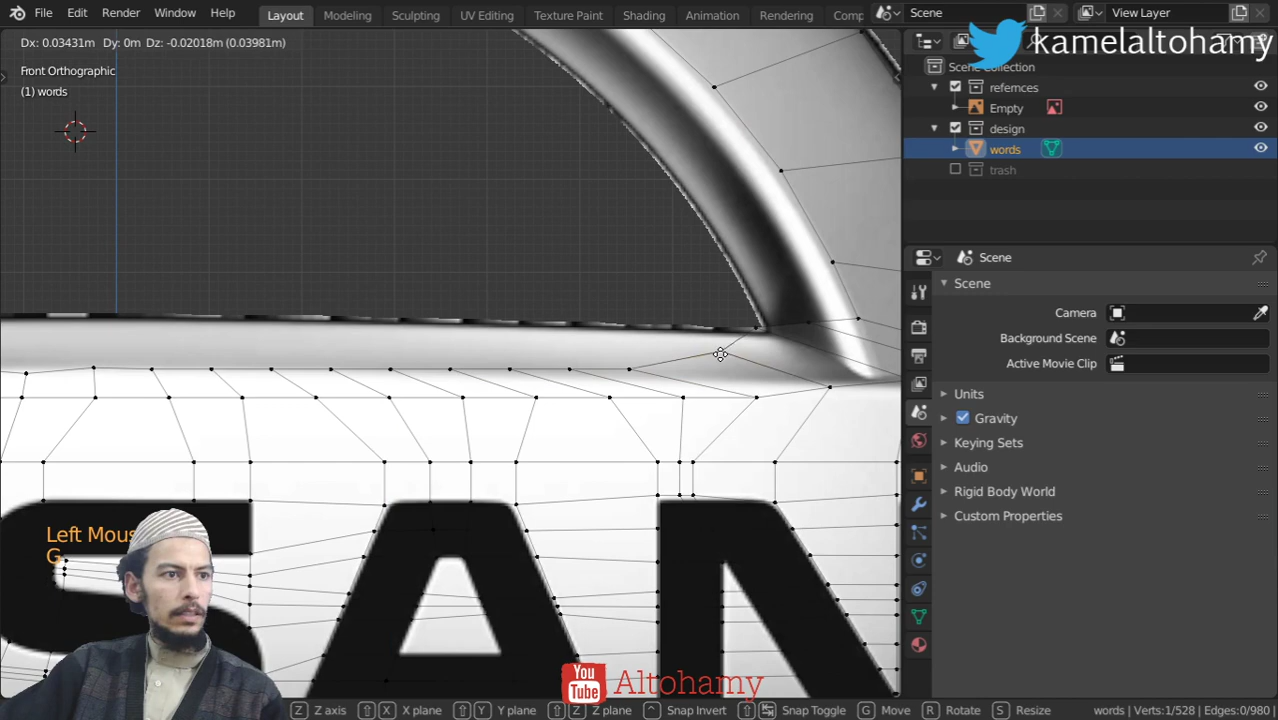 File Edit Render Window Help Layout Modeling Sculpting UV Editing Texture Paint Shading Animation Rendering Scene View Layer
Dx: 0.03431m Dy: 0m Dz: -0.02018m (0.03981m)
kamelaltohamy
Front Orthographic
(1) words
Scene Collection
refernces
Empty
design
words
trash
Scene
Scene
Camera
Background Scene
Active Movie Clip
Units
Gravity
Keying Sets
Audio
Rigid Body World
Custom Properties
SAN
G
You Tube Altohamy
Z Z axis X X plane Y Y plane Z Z plane Snap Invert Snap Toggle G Move R Rotate S Resize words | Verts:1/528 | Edges:0/980